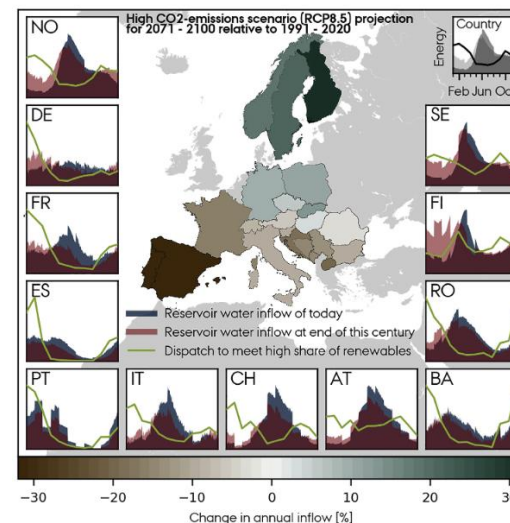 High CO2-emissions scenario (RCP8.5) projection
for 2071 - 2100 relative to 1991 - 2020
NO
Country
Energy
Feb Jun Oc
DE
SE
FR
FI
ES
RO
Reservoir water inflow of today
Reservoir water inflow at end of this century
Dispatch to meet high share of renewables
PT
IT
CH
AT
BA
−30
−20
−10
0
10
20
Change in annual inflow [%]